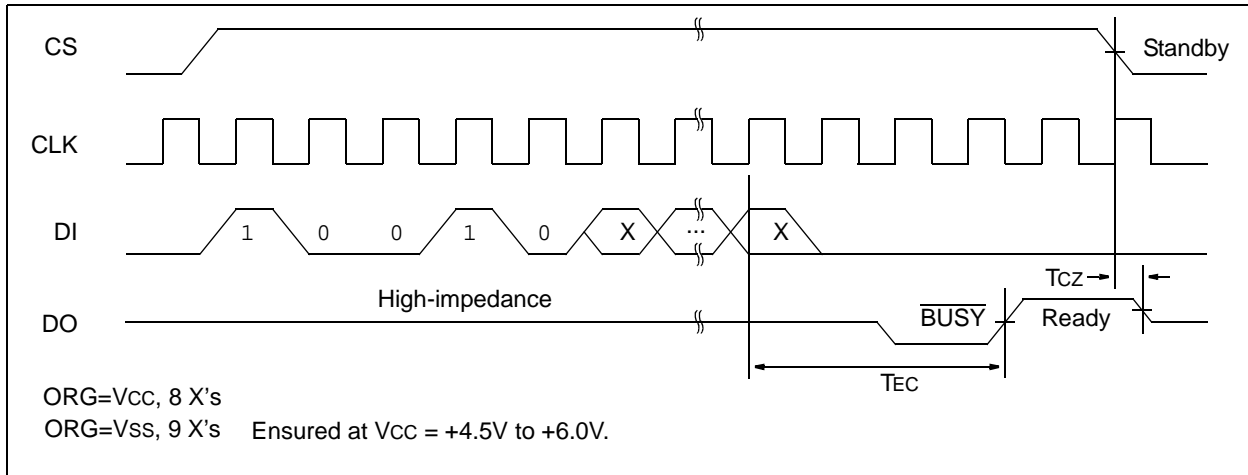 CS
Standby
CLK
DI
1 0 0 1 0 X ... X
TCZ
High-impedance
DO
BUSY
Ready
TEC
ORG=VCC, 8 X's
ORG=VSS, 9 X's Ensured at VCC = +4.5V to +6.0V.